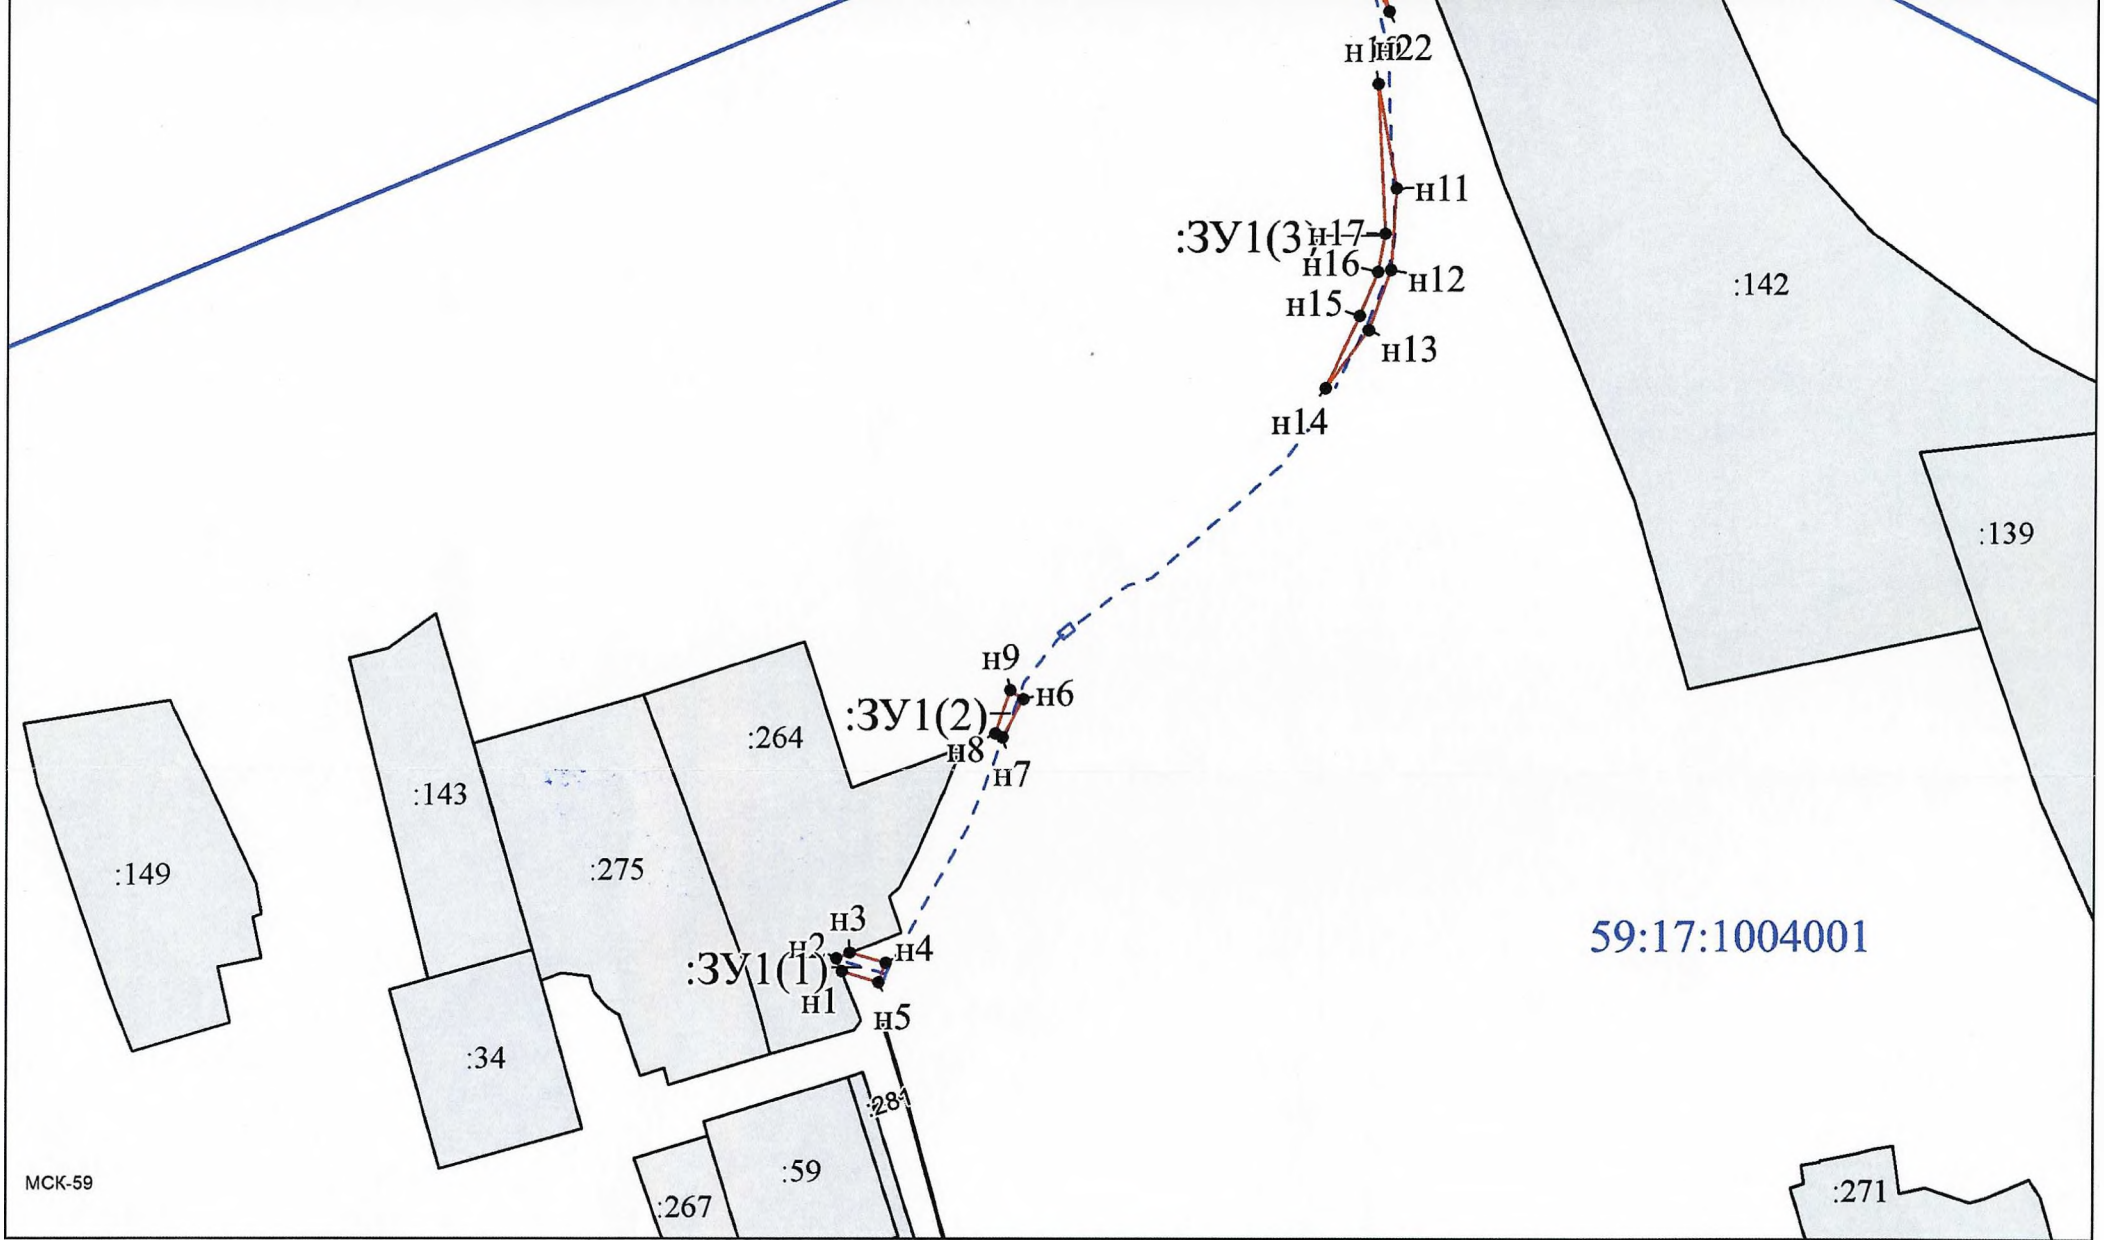 н22
н11
:ЗУ1(3)
н17
н16
н12
:142
н15
н13
н14
:139
н9
н6
:ЗУ1(2)
:264
н8
н7
:143
:275
:149
н3
н2
н4
59:17:1004001
:ЗУ1(1)
н1
н5
:34
:281
:59
МСК-59
:271
:267